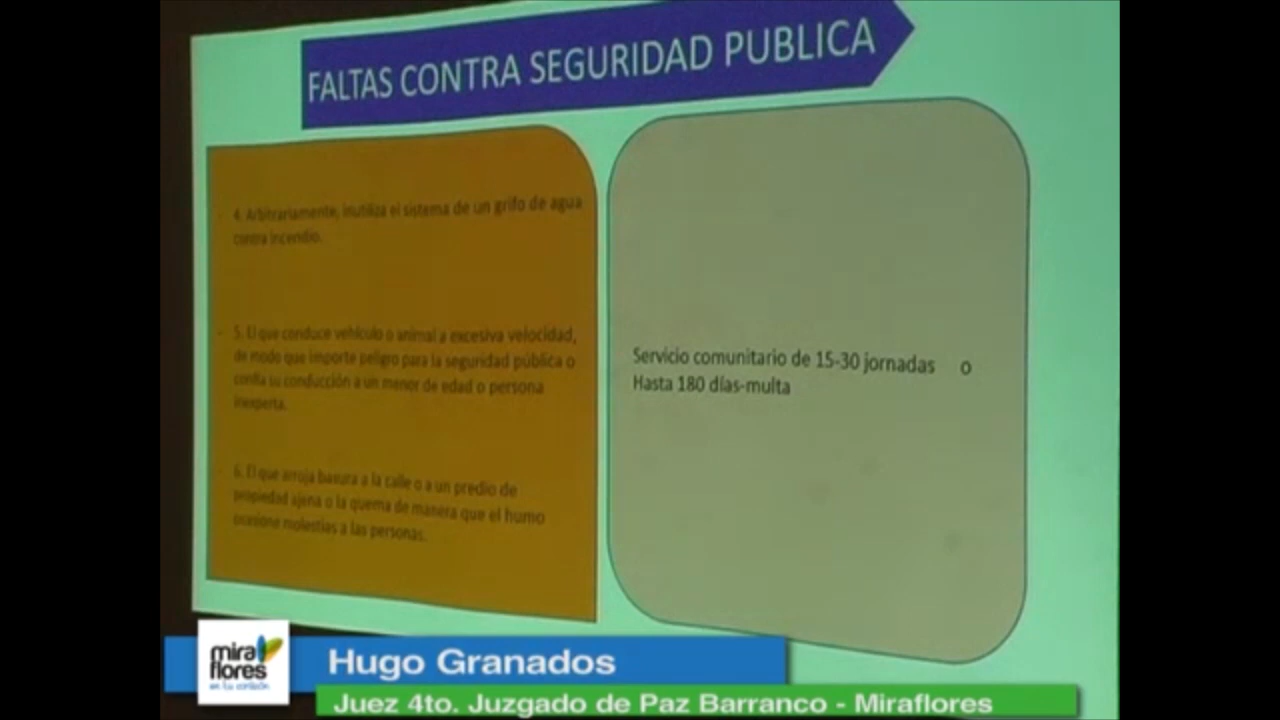 FALTAS CONTRA SEGURIDAD PUBLICA
- 4. Arbitrariamente, inutiliza el sistema de un grifo de agua
contra incendio.
- 5. El que conduce vehículo o animal a excesiva velocidad,
de modo que importe peligro para la seguridad pública o
confía su conducción a un menor de edad o persona
inexperta.
- 6. El que arroja basura a la calle o a un predio de
propiedad ajena o la quema de manera que el humo
ocasione molestias a las personas.
Servicio comunitario de 15-30 jornadas o
Hasta 180 días-multa
mira
flores
en tu corazón
Hugo Granados
Juez 4to. Juzgado de Paz Barranco - Miraflores